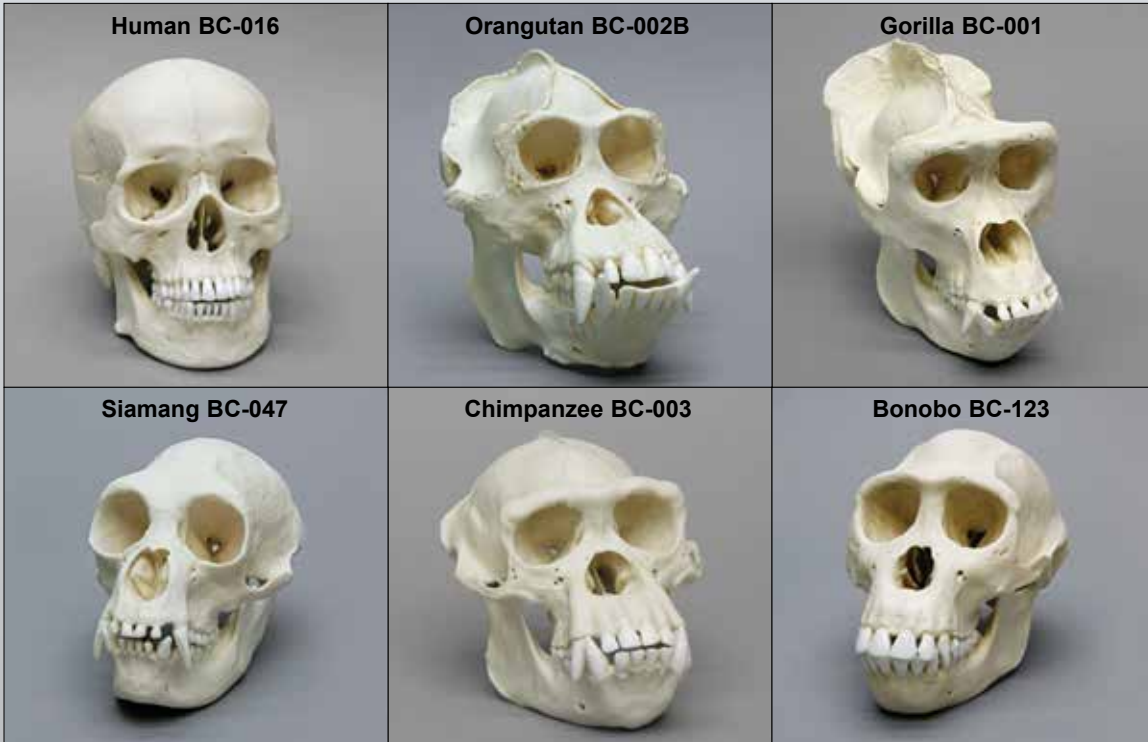 Human BC-016
Orangutan BC-002B
Gorilla BC-001
Siamang BC-047
Chimpanzee BC-003
Bonobo BC-123